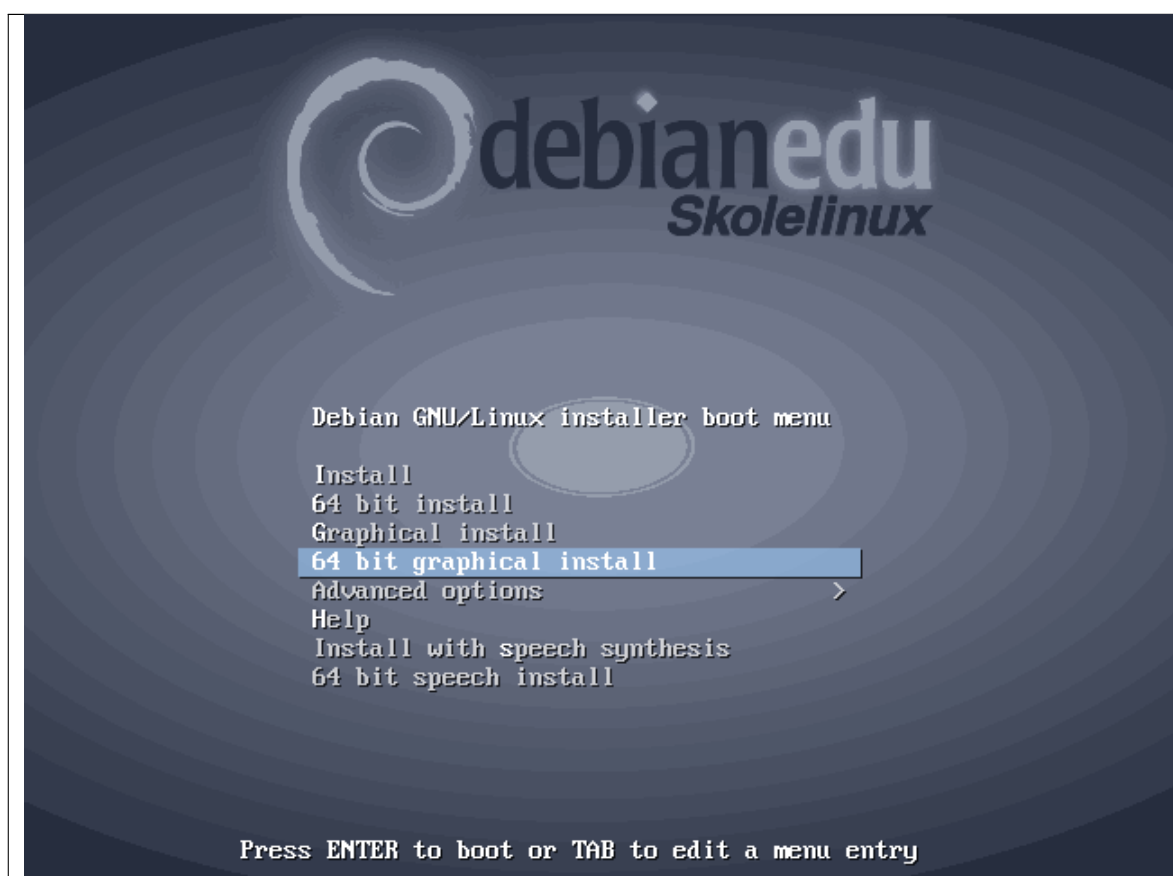 debianedu
Skolelinux
Debian GNU/Linux installer boot menu
Install
64 bit install
Graphical install
64 bit graphical install
Advanced options >
Help
Install with speech synthesis
64 bit speech install
Press ENTER to boot or TAB to edit a menu entry